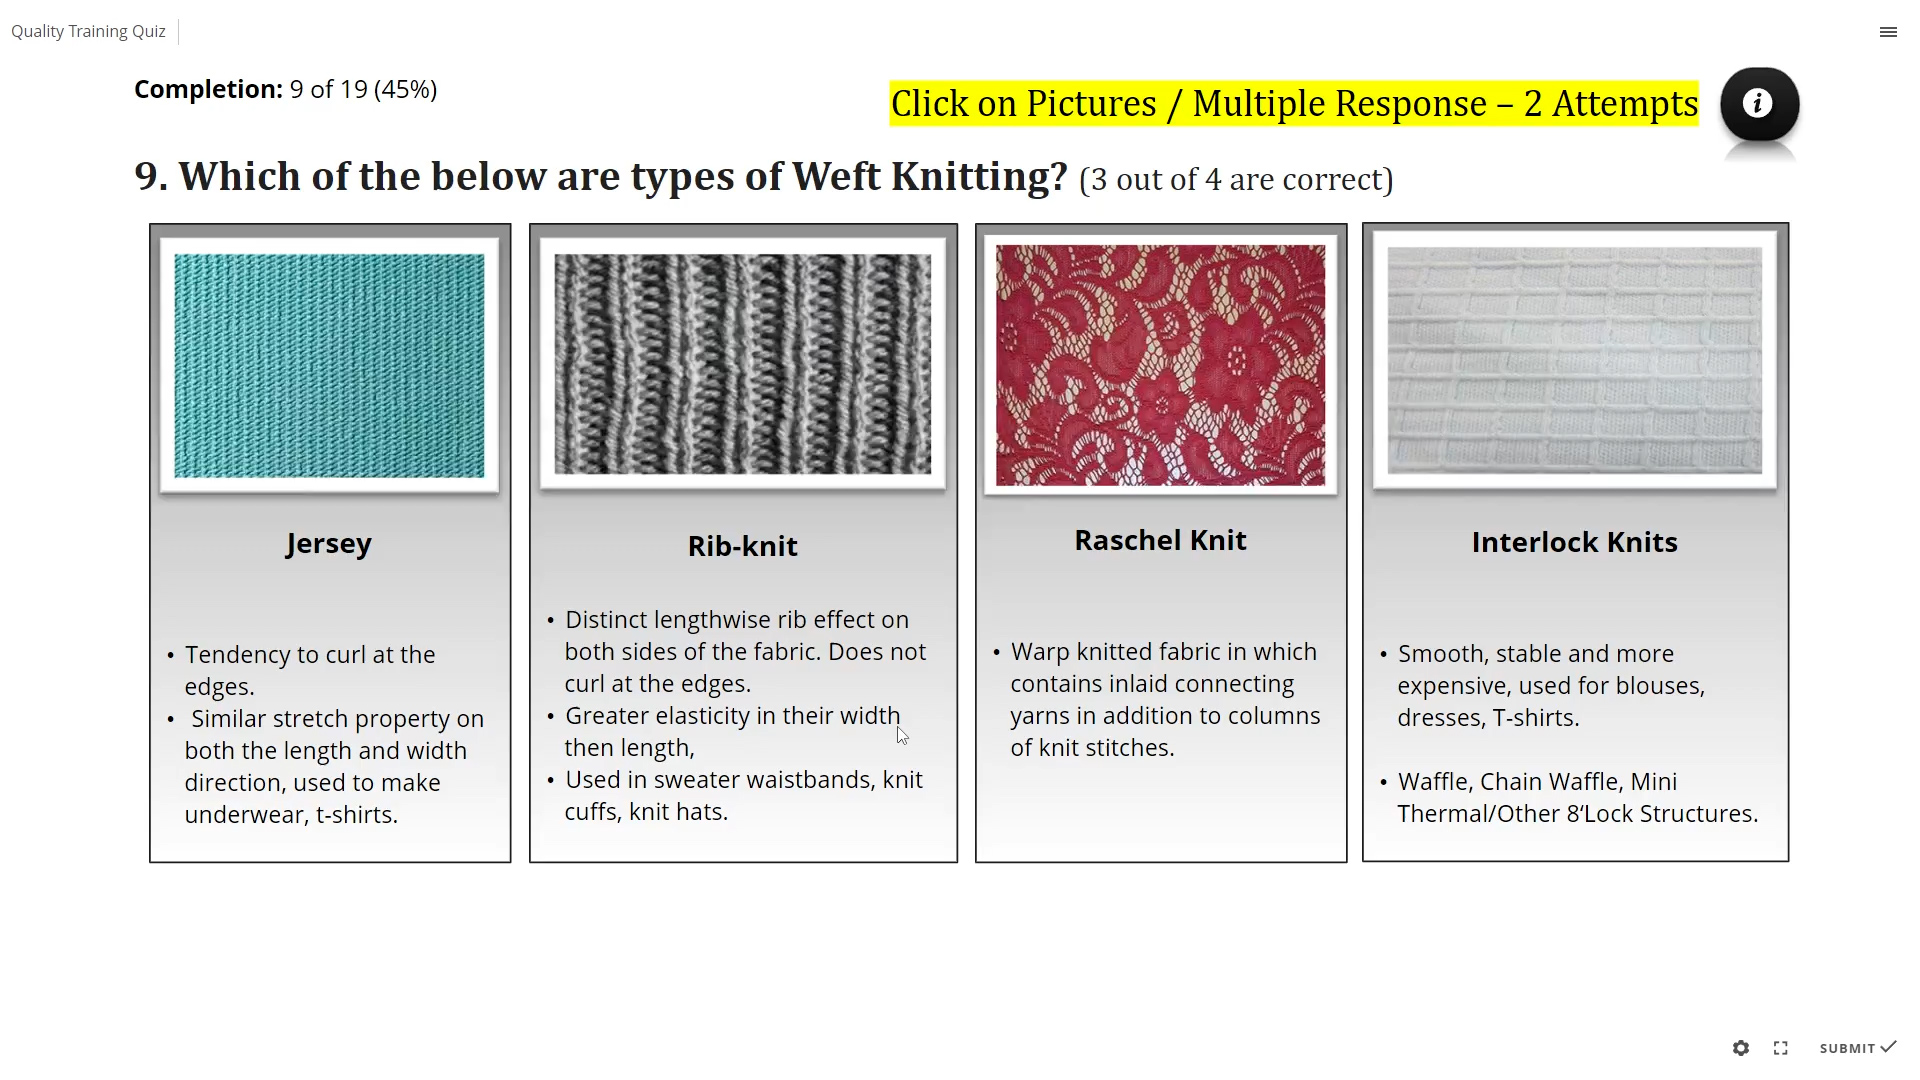 Quality Training Quiz
Completion: 9 of 19 (45%)
Click on Pictures / Multiple Response – 2 Attempts
9. Which of the below are types of Weft Knitting? (3 out of 4 are correct)
Jersey
• Tendency to curl at the
edges.
• Similar stretch property on
both the length and width
direction, used to make
underwear, t-shirts.
Rib-knit
• Distinct lengthwise rib effect on
both sides of the fabric. Does not
curl at the edges.
• Greater elasticity in their width
then length,
• Used in sweater waistbands, knit
cuffs, knit hats.
Raschel Knit
• Warp knitted fabric in which
contains inlaid connecting
yarns in addition to columns
of knit stitches.
Interlock Knits
• Smooth, stable and more
expensive, used for blouses,
dresses, T-shirts.
• Waffle, Chain Waffle, Mini
Thermal/Other 8‘Lock Structures.
SUBMIT